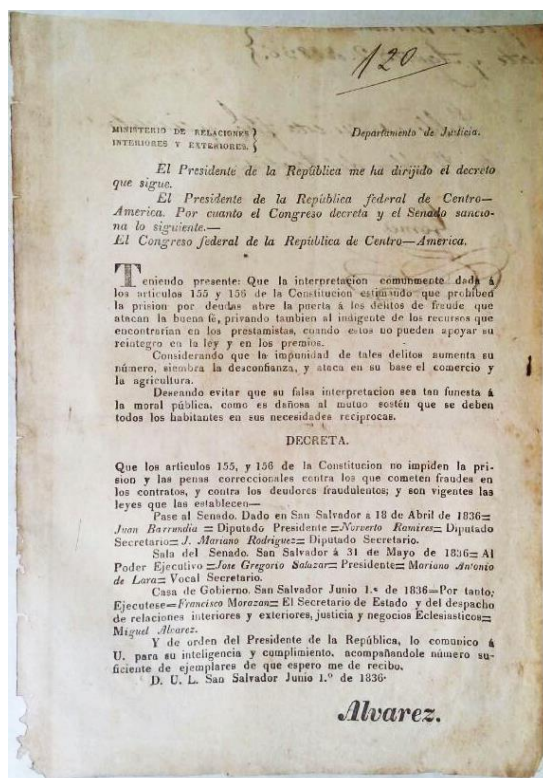 120
MINISTERIO DE RELACIONES }
INTERIORES Y EXTERIORES. }
Departamento de Justicia.
El Presidente de la República me ha dirijido el decreto
que sigue.
El Presidente de la República federal de Centro—
America. Por cuanto el Congreso decreta y el Senado sancio-
na lo siguiente.—
El Congreso federal de la República de Centro—America.
Teniendo presente: Que la interpretacion comunmente dada á
los articulos 155 y 156 de la Constitucion estimando que prohiben
la prision por deudas abre la puerta á los delitos de fraude que
atacan la buena fé, privando tambien al indigente de los recursos que
encontrarian en los prestamistas, cuando estos no pueden apoyar su
reintegro en la ley y en los premios.
Considerando que la impunidad de tales delitos aumenta su
número, siembra la desconfianza, y ataca en su base el comercio y
la agricultura.
Deseando evitar que su falsa interpretacion sea tan funesta á
la moral pública, como es dañosa al mutuo sostén que se deben
todos los habitantes en sus necesidades reciprocas.
DECRETA.
Que los articulos 155, y 156 de la Constitucion no impiden la pri-
sion y las penas correccionales contra los que cometen fraudes en
los contratos, y contra los deudores fraudulentos; y son vigentes las
leyes que las establecen—
Pase al Senado. Dado en San Salvador a 18 de Abril de 1836=
Juan Barrundia = Diputado Presidente =Norverto Ramires= Diputado
Secretario= J. Mariano Rodriguez= Diputado Secretario.
Sala del Senado. San Salvador á 31 de Mayo de 1836= Al
Poder Ejecutivo =Jose Gregorio Salazar= Presidente= Mariano Antonio
de Lara= Vocal Secretario.
Casa de Gobierno. San Salvador Junio 1.º de 1836=Por tanto;
Ejecutese=Francisco Morazan= El Secretario de Estado y del despacho
de relaciones interiores y exteriores, justicia y negocios Eclesiasticos=
Miguel Alvarez.
Y de orden del Presidente de la República, lo comunico á
U. para su inteligencia y cumplimiento, acompañandole número su-
ficiente de ejemplares de que espero me de recibo.
D. U. L. San Salvador Junio 1.º de 1836.
Alvarez.